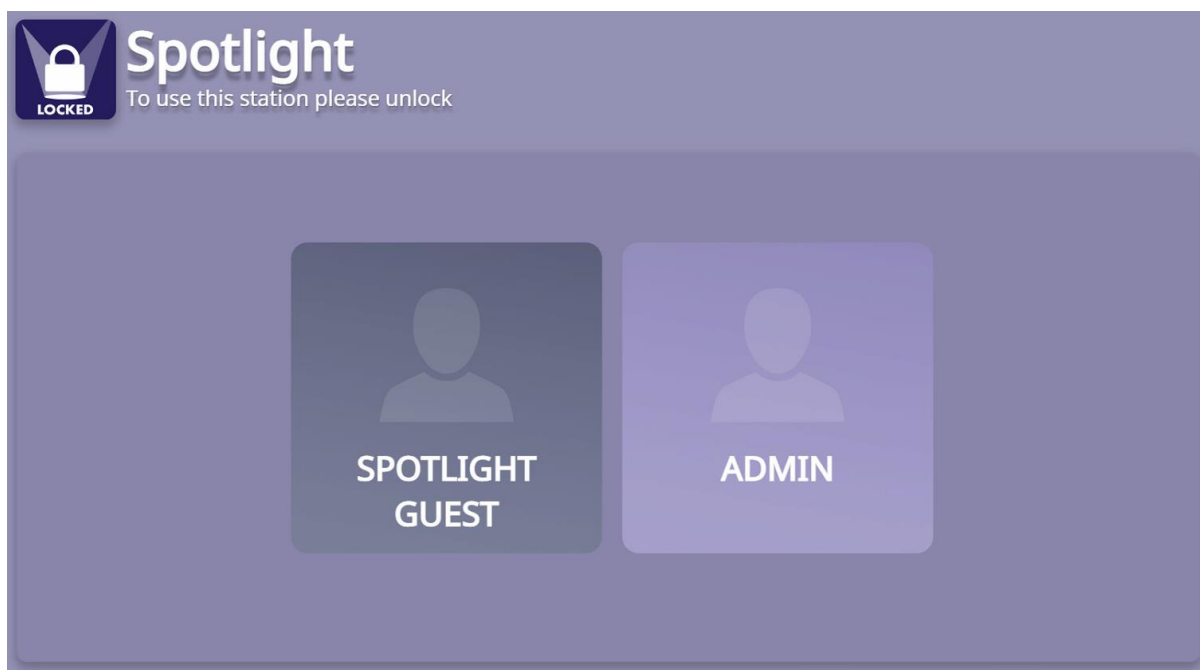 LOCKED
Spotlight
To use this station please unlock
SPOTLIGHT
GUEST
ADMIN